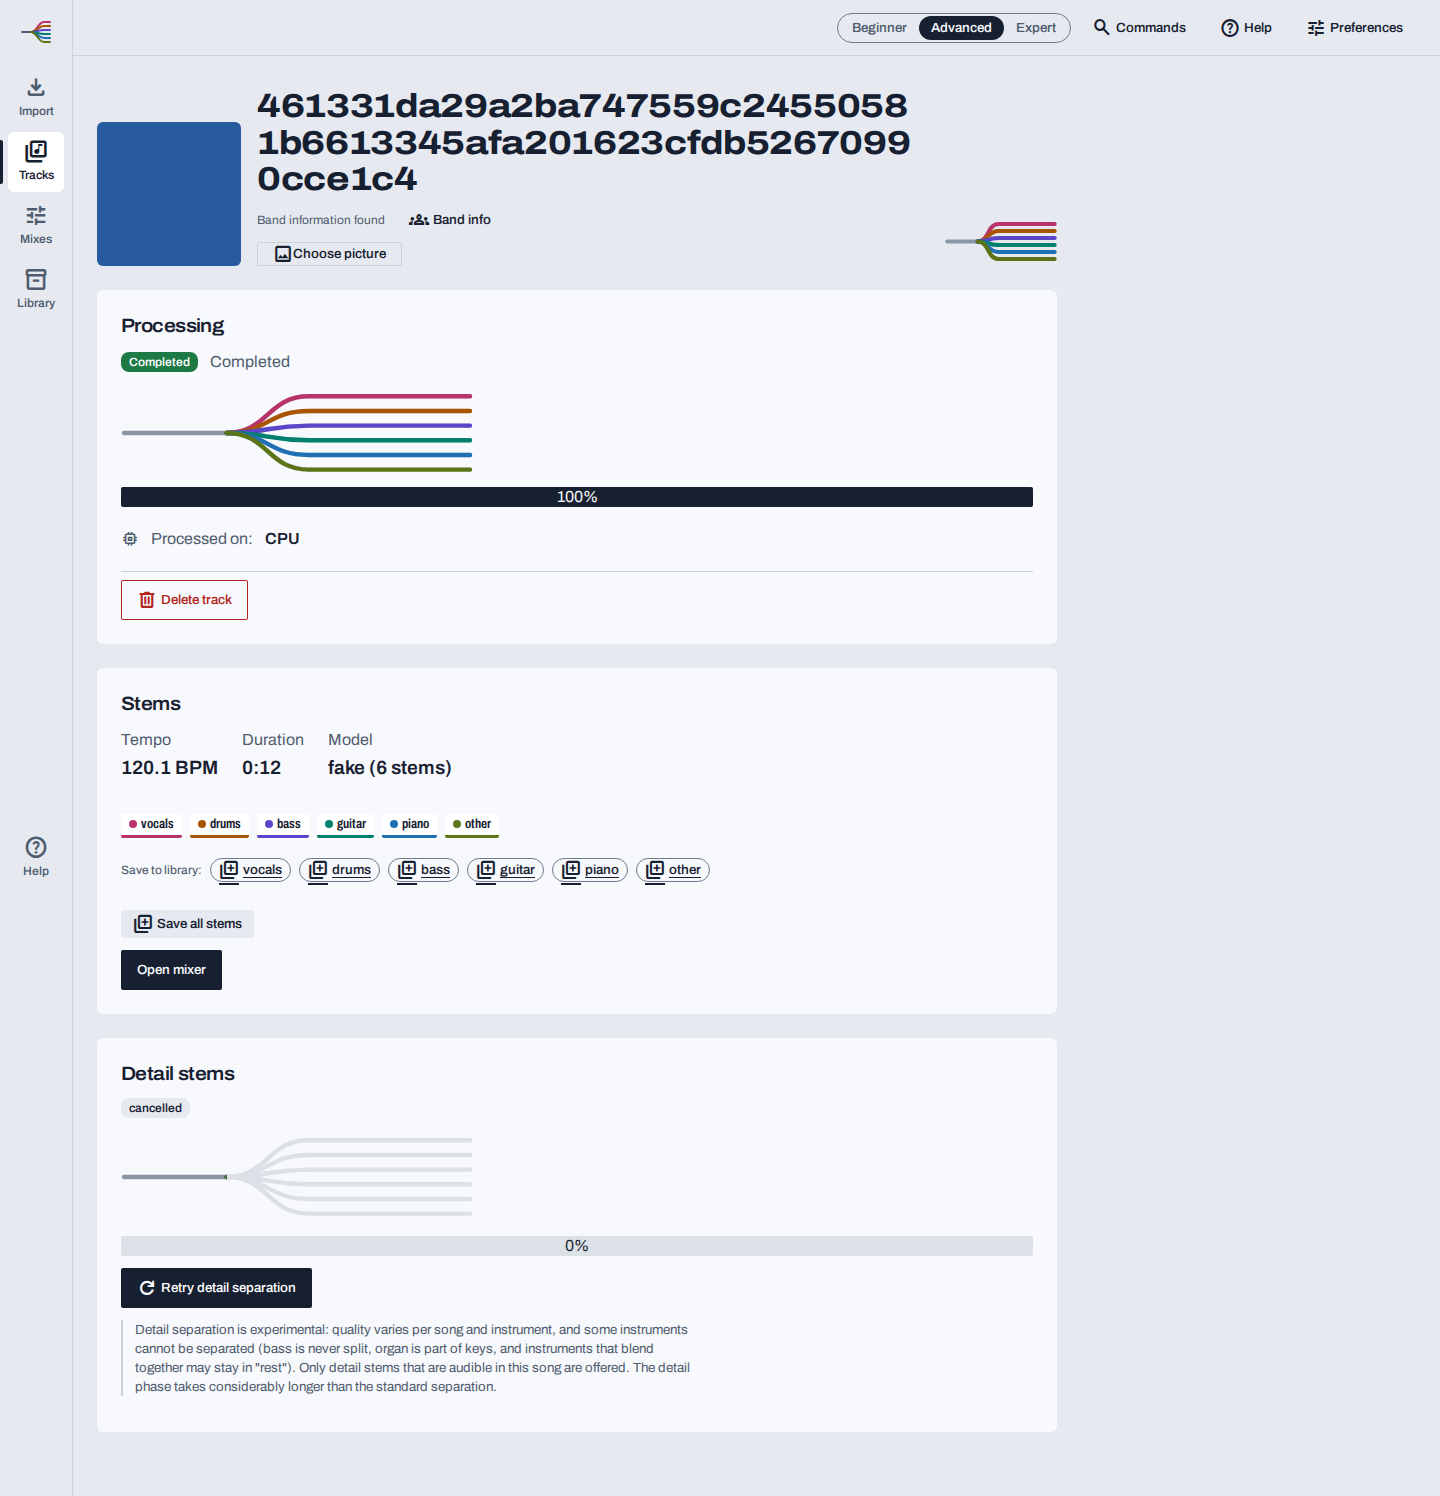 Beginner Advanced Expert Commands Help Preferences
Import
Tracks
Mixes
Library
Help
461331da29a2ba747559c2455058
1b6613345afa201623cfdb5267099
0cce1c4
Band information found Band info
Choose picture
Processing
Completed Completed
100%
Processed on: CPU
Delete track
Stems
Tempo Duration Model
120.1 BPM 0:12 fake (6 stems)
vocals drums bass guitar piano other
Save to library: vocals drums bass guitar piano other
Save all stems
Open mixer
Detail stems
cancelled
0%
Retry detail separation
Detail separation is experimental: quality varies per song and instrument, and some instruments
cannot be separated (bass is never split, organ is part of keys, and instruments that blend
together may stay in "rest"). Only detail stems that are audible in this song are offered. The detail
phase takes considerably longer than the standard separation.